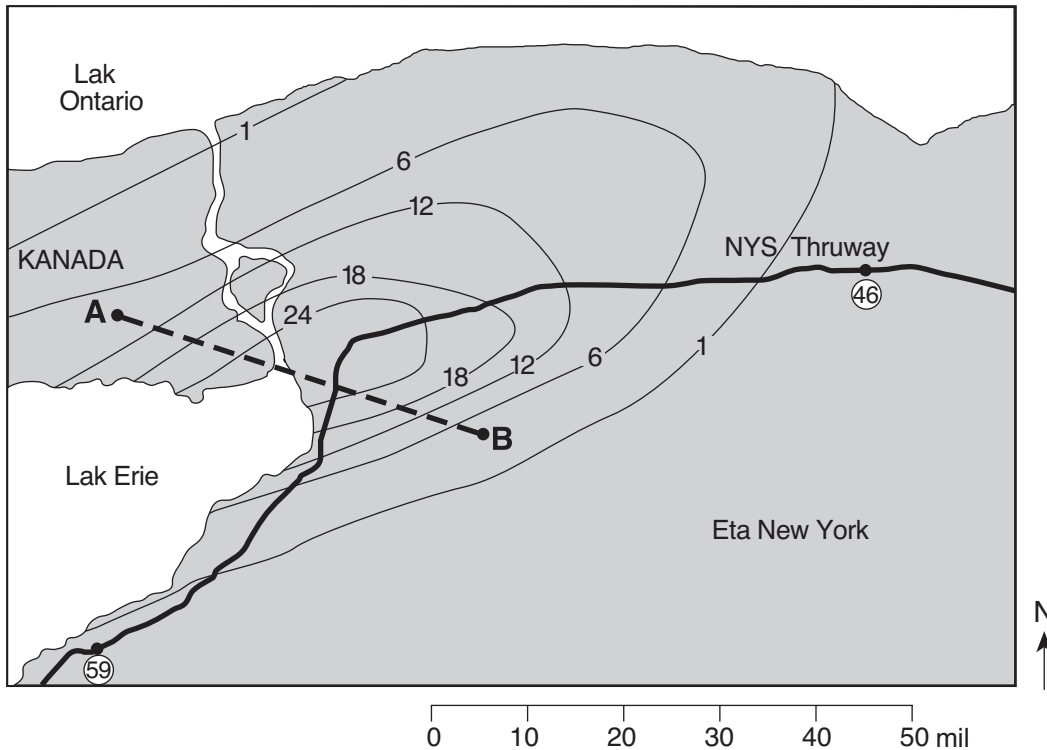 Lak
Ontario
1
6
12
KANADA
NYS Thruway
18
46
A
24
6
1
12
18
B
Lak Erie
Eta New York
N
59
0 10 20 30 40 50 mil